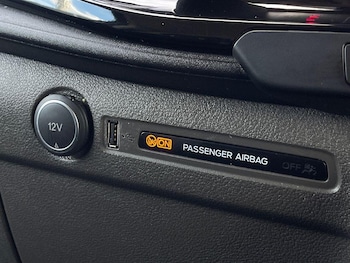 12V
ON PASSENGER AIRBAG OFF